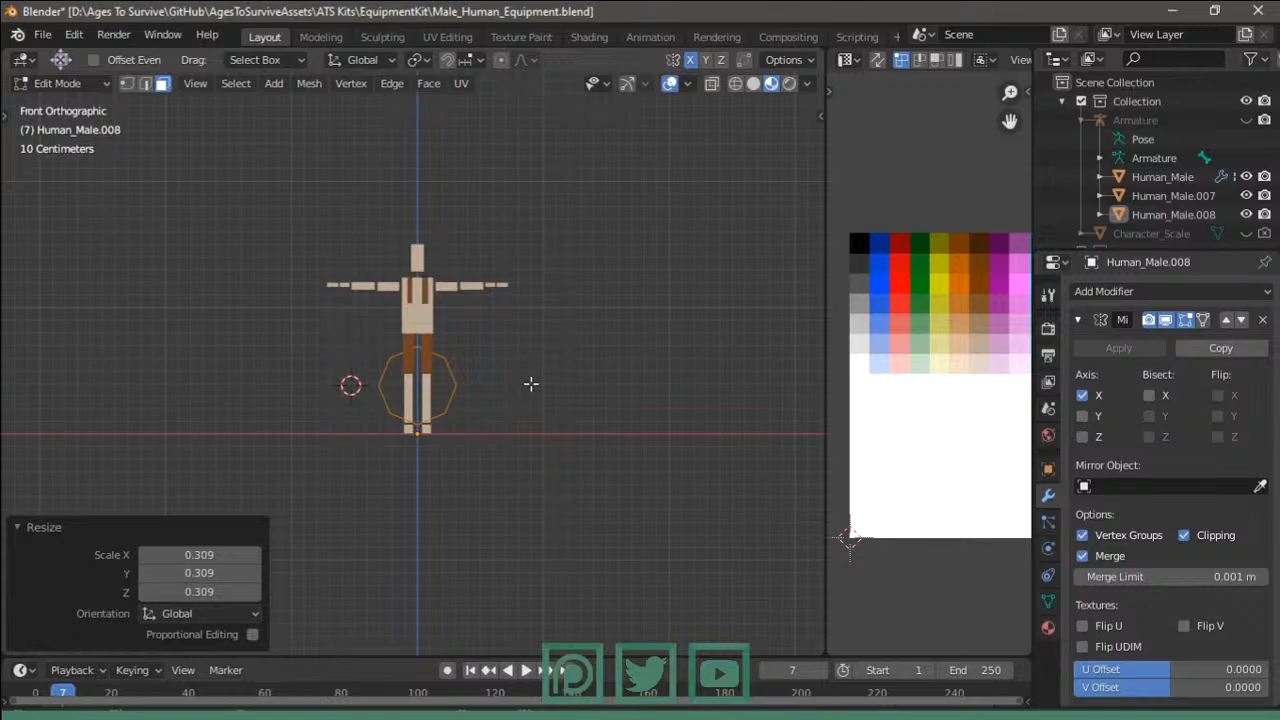 Blender* [D:\Ages To Survive\GitHub\AgesToSurviveAssets\ATS Kits\EquipmentKit\Male_Human_Equipment.blend]
File Edit Render Window Help Layout Modeling Sculpting UV Editing Texture Paint Shading Animation Rendering Compositing Scripting + Scene View Layer
Offset Even Drag: Select Box Global X Y Z Options View
Edit Mode View Select Add Mesh Vertex Edge Face UV
Front Orthographic
(7) Human_Male.008
10 Centimeters
Scene Collection
Collection
Armature
Pose
Armature
Human_Male
Human_Male.007
Human_Male.008
Character_Scale
Human_Male.008
Add Modifier
Mi
Apply Copy
Axis: Bisect: Flip:
X X X
Y Y Y
Z Z Z
Mirror Object:
Options:
Vertex Groups Clipping
Merge
Merge Limit 0.001 m
Textures:
Flip U Flip V
Flip UDIM
U Offset 0.0000
V Offset 0.0000
Resize
Scale X 0.309
Y 0.309
Z 0.309
Orientation Global
Proportional Editing
Playback Keying View Marker 7 Start 1 End 250
0 7 20 40 60 80 100 120 140 160 180 200 220 240